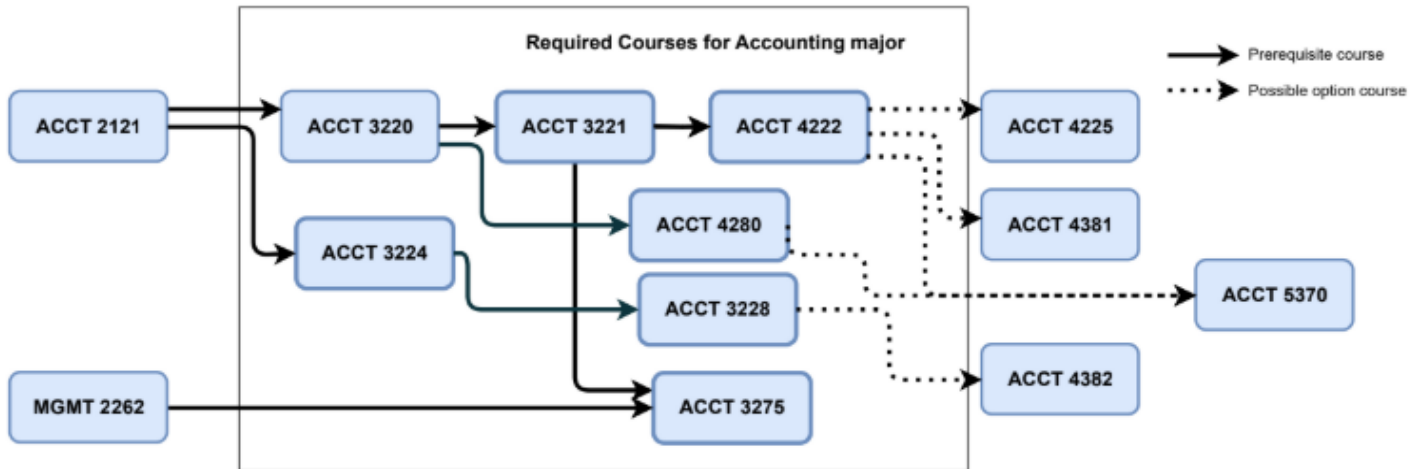 Required Courses for Accounting major
Prerequisite course
Possible option course
ACCT 2121
ACCT 3220
ACCT 3221
ACCT 4222
ACCT 4225
ACCT 4280
ACCT 4381
ACCT 3224
ACCT 3228
ACCT 5370
ACCT 4382
MGMT 2262
ACCT 3275